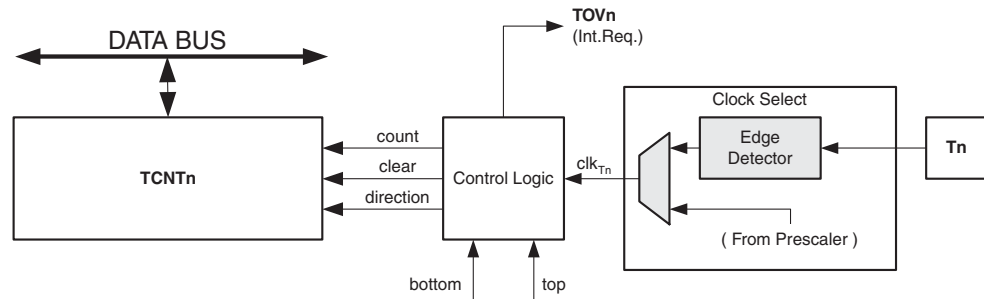 TOVn
(Int.Req.)
DATA BUS
Clock Select
count
Edge
Detector
Tn
TCNTn
clear
Control Logic
clkTn
direction
( From Prescaler )
bottom
top